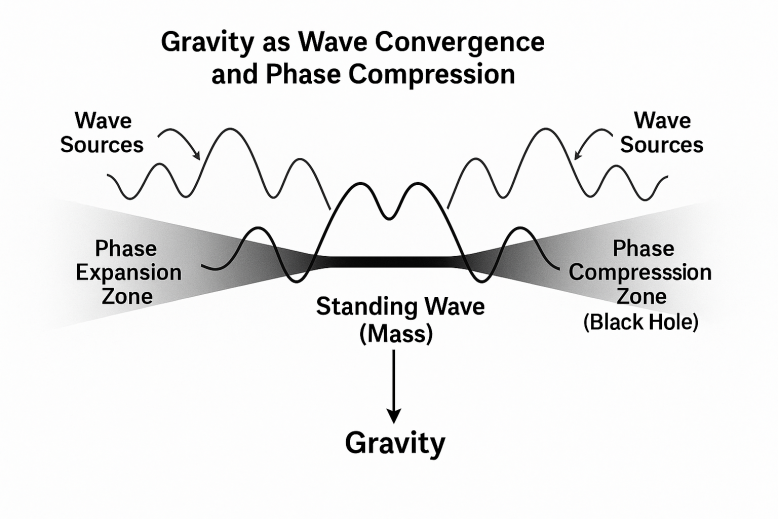 Gravity as Wave Convergence
and Phase Compression
Wave
Sources
Wave
Sources
Phase
Expansion
Zone
Phase
Compresssion
Zone
(Black Hole)
Standing Wave
(Mass)
Gravity